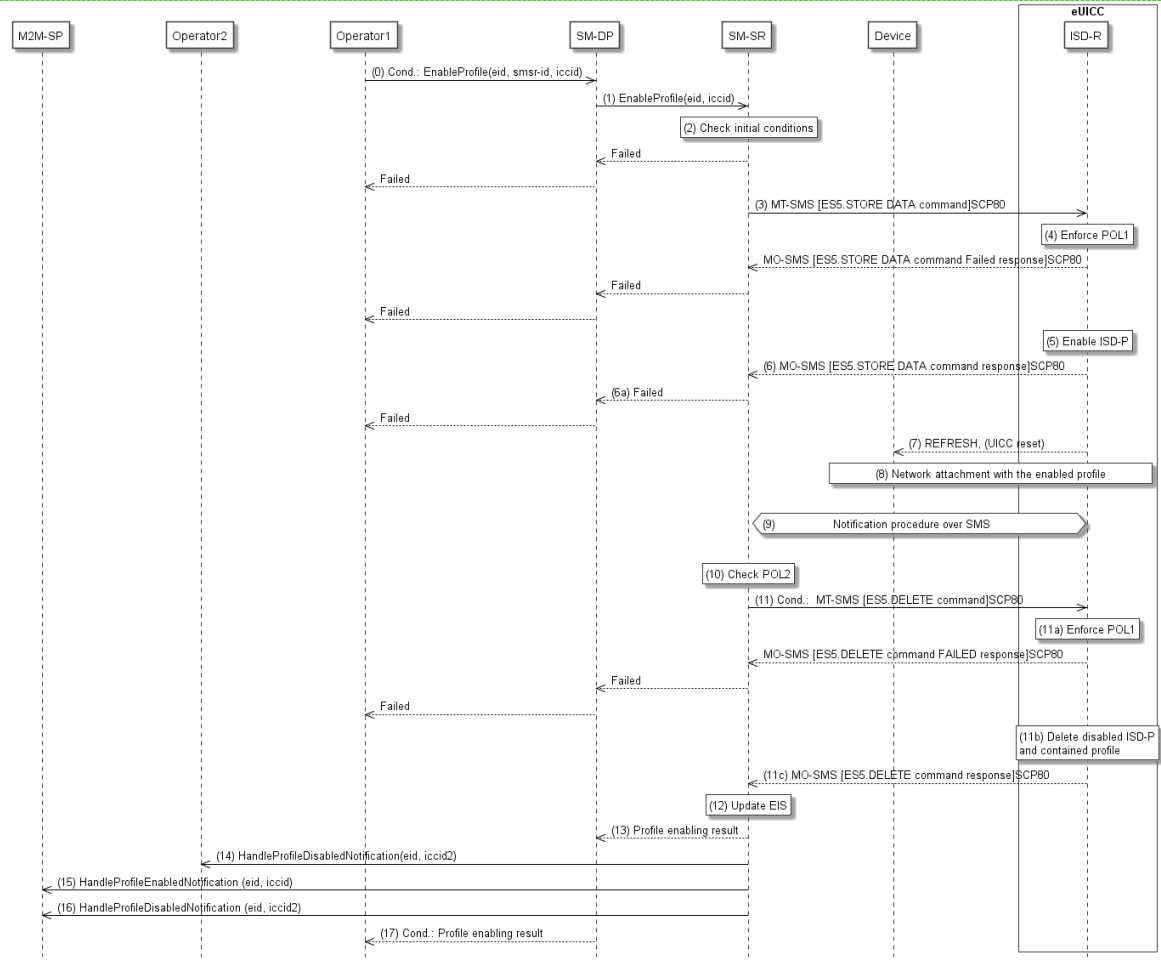 eUICC
M2M-SP
Operator2
Operator1
SM-DP
SM-SR
Device
ISD-R
(0) Cond.: EnableProfile(eid, smsr-id, iccid)
(1) EnableProfile(eid, iccid)
(2) Check initial conditions
Failed
Failed
(3) MT-SMS [ES5.STORE DATA command]SCP80
(4) Enforce POL1
MO-SMS [ES5.STORE DATA command Failed response]SCP80
Failed
Failed
(5) Enable ISD-P
(6) MO-SMS [ES5.STORE DATA command response]SCP80
(6a) Failed
Failed
(7) REFRESH, (UICC reset)
(8) Network attachment with the enabled profile
(9) Notification procedure over SMS
(10) Check POL2
(11) Cond.: MT-SMS [ES5.DELETE command]SCP80
(11a) Enforce POL1
MO-SMS [ES5.DELETE command FAILED response]SCP80
Failed
Failed
(11b) Delete disabled ISD-P
and contained profile
(11c) MO-SMS [ES5.DELETE command response]SCP80
(12) Update EIS
(13) Profile enabling result
(14) HandleProfileDisabledNotification(eid, iccid2)
(15) HandleProfileEnabledNotification (eid, iccid)
(16) HandleProfileDisabledNotification (eid, iccid2)
(17) Cond.: Profile enabling result